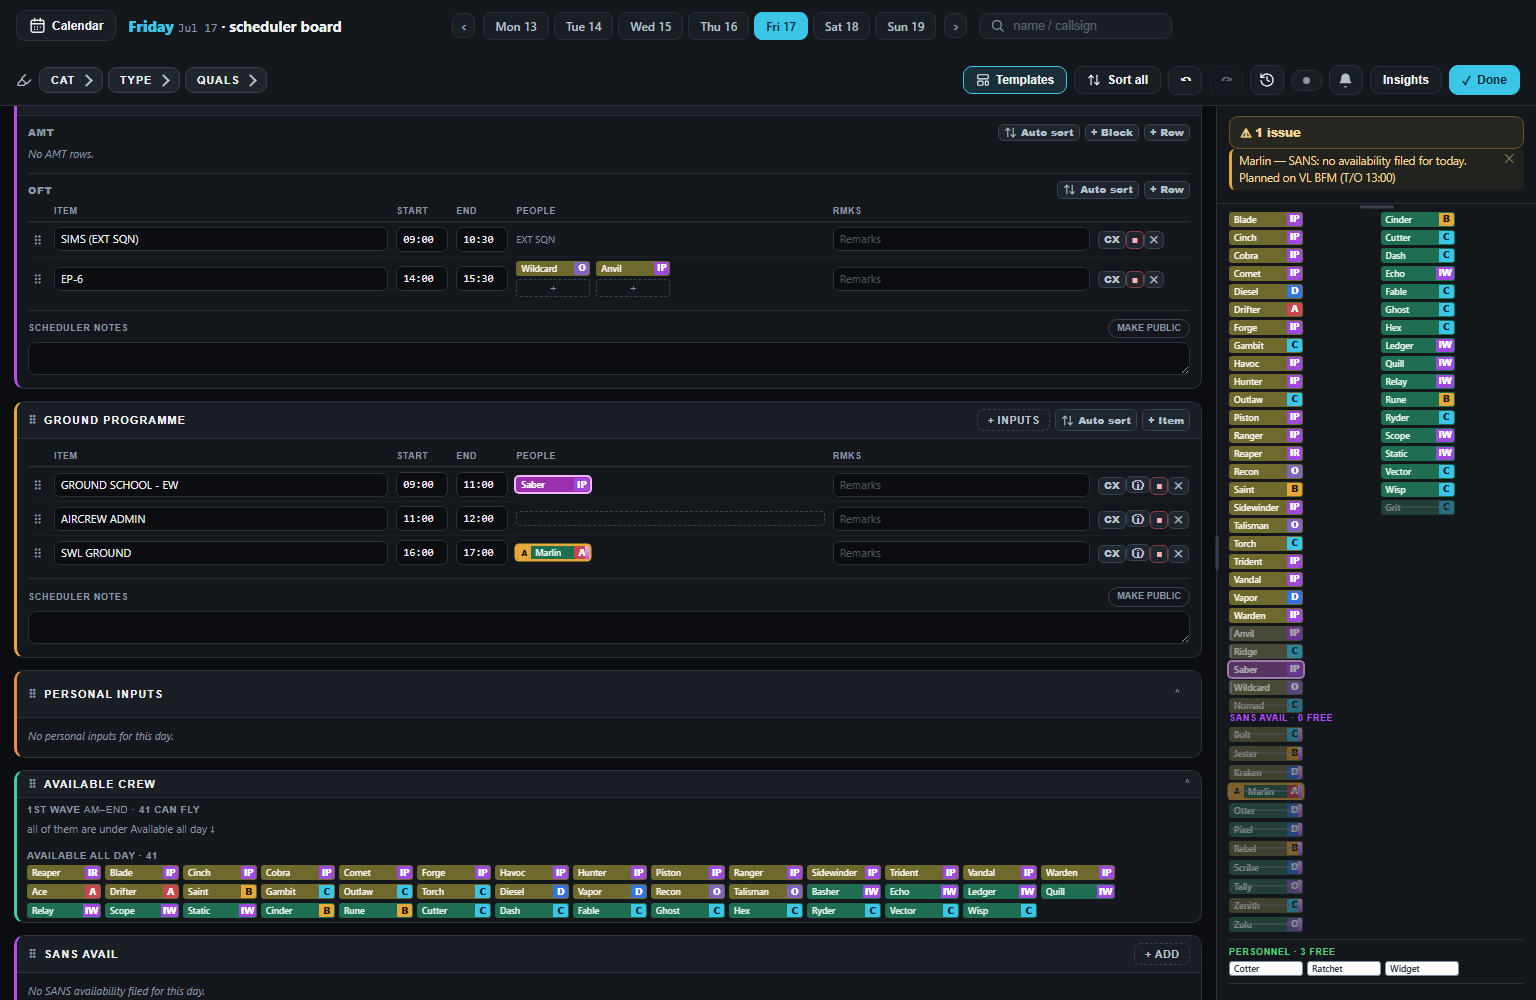 Calendar
Friday Jul 17 · scheduler board
‹ Mon 13 Tue 14 Wed 15 Thu 16 Fri 17 Sat 18 Sun 19 ›
name / callsign
CAT TYPE QUALS
Templates Sort all Insights ✓ Done
AMT
Auto sort + Block + Row
No AMT rows.
OFT
Auto sort + Row
ITEM START END PEOPLE RMKS
SIMS (EXT SQN) 09:00 10:30 EXT SQN Remarks CX ✕
EP-6 14:00 15:30 Wildcard O Anvil IP Remarks CX ✕
+ +
SCHEDULER NOTES MAKE PUBLIC
GROUND PROGRAMME
+ INPUTS Auto sort + Item
ITEM START END PEOPLE RMKS
GROUND SCHOOL - EW 09:00 11:00 Saber IP Remarks CX ✕
AIRCREW ADMIN 11:00 12:00 Remarks CX ✕
SWL GROUND 16:00 17:00 A Marlin A Remarks CX ✕
SCHEDULER NOTES MAKE PUBLIC
PERSONAL INPUTS
No personal inputs for this day.
AVAILABLE CREW
1ST WAVE AM–END · 41 CAN FLY
all of them are under Available all day ↓
AVAILABLE ALL DAY · 41
Reaper IR Blade IP Cinch IP Cobra IP Comet IP Forge IP Havoc IP Hunter IP Piston IP Ranger IP Sidewinder IP Trident IP Vandal IP Warden IP
Ace A Drifter A Saint B Gambit C Outlaw C Torch C Diesel D Vapor D Recon O Talisman O Basher IW Echo IW Ledger IW Quill IW
Relay IW Scope IW Static IW Cinder B Rune B Cutter C Dash C Fable C Ghost C Hex C Ryder C Vector C Wisp C
SANS AVAIL
+ ADD
No SANS availability filed for this day.
⚠ 1 issue
Marlin — SANS: no availability filed for today.
Planned on VL BFM (T/O 13:00)
Blade IP
Cinch IP
Cobra IP
Comet IP
Diesel D
Drifter A
Forge IP
Gambit C
Havoc IP
Hunter IP
Outlaw C
Piston IP
Ranger IP
Reaper IR
Recon O
Saint B
Sidewinder IP
Talisman O
Torch C
Trident IP
Vandal IP
Vapor D
Warden IP
Anvil IP
Ridge C
Saber IP
Wildcard O
Nomad C
Cinder B
Cutter C
Dash C
Echo IW
Fable C
Ghost C
Hex C
Ledger IW
Quill IW
Relay IW
Rune B
Ryder C
Scope IW
Static IW
Vector C
Wisp C
Grit C
SANS AVAIL · 0 FREE
Bolt C
Jester B
Kraken D
A Marlin A
Otter D
Pixel D
Rebel B
Scribe D
Tally O
Zenith C
Zulu O
PERSONNEL · 3 FREE
Cotter Ratchet Widget